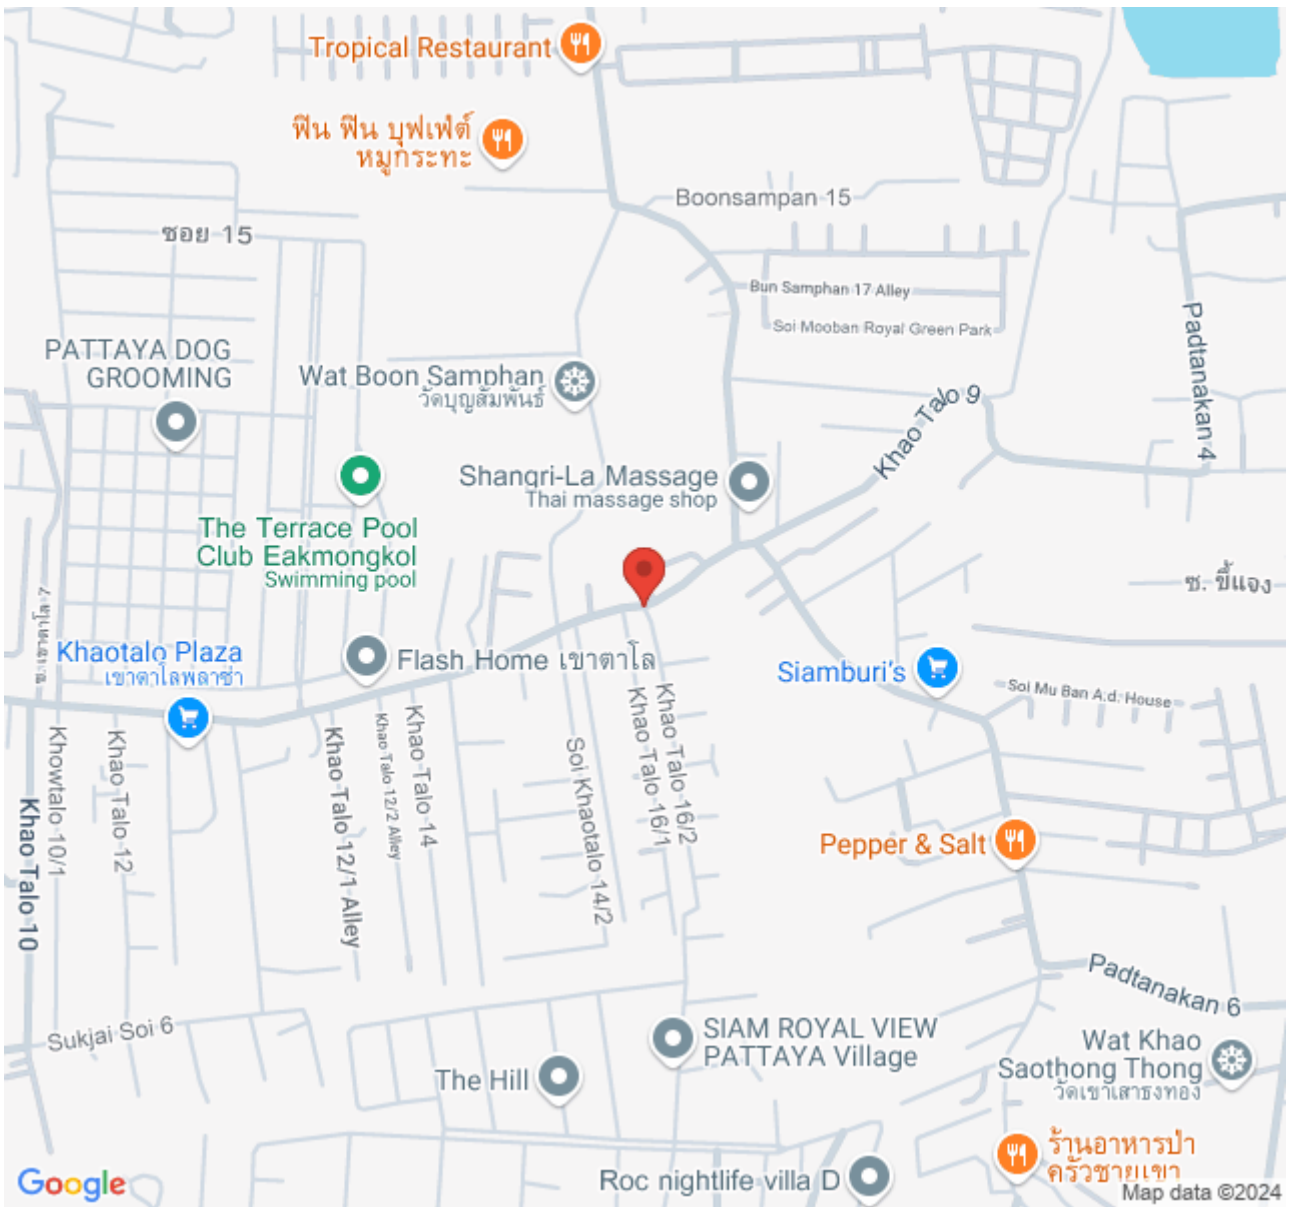 Tropical Restaurant
ฟิน ฟิน บุฟเฟ่ต์
หมูกระทะ
Boonsampan 15
ซอย 15
Bun Samphan 17 Alley
Soi Mooban Royal Green Park
Padtanakan 4
PATTAYA DOG
GROOMING
Wat Boon Samphan
วัดบุญสัมพันธ์
Khao Talo 9
Shangri-La Massage
Thai massage shop
The Terrace Pool
Club Eakmongkol
Swimming pool
ซ. ขี้แจง
ซ. เขาตาโล 7
Khaotalo Plaza
เขาตาโลพลาซ่า
Flash Home เขาตาโล
Siamburi's
Soi Mu Ban A.d. House
Khao Talo 10
Khowtalo 10/1
Khao Talo 12
Khao Talo 12/1 Alley
Khao Talo 12/2 Alley
Khao Talo 14
Soi Khaotalo 14/2
Khao Talo 16/1
Khao Talo 16/2
Pepper & Salt
Padtanakan 6
Sukjai Soi 6
SIAM ROYAL VIEW
PATTAYA Village
The Hill
Wat Khao
Saothong Thong
วัดเขาเสาธงทอง
ร้านอาหารป่า
ครัวชายเขา
Roc nightlife villa D
Google
Map data ©2024